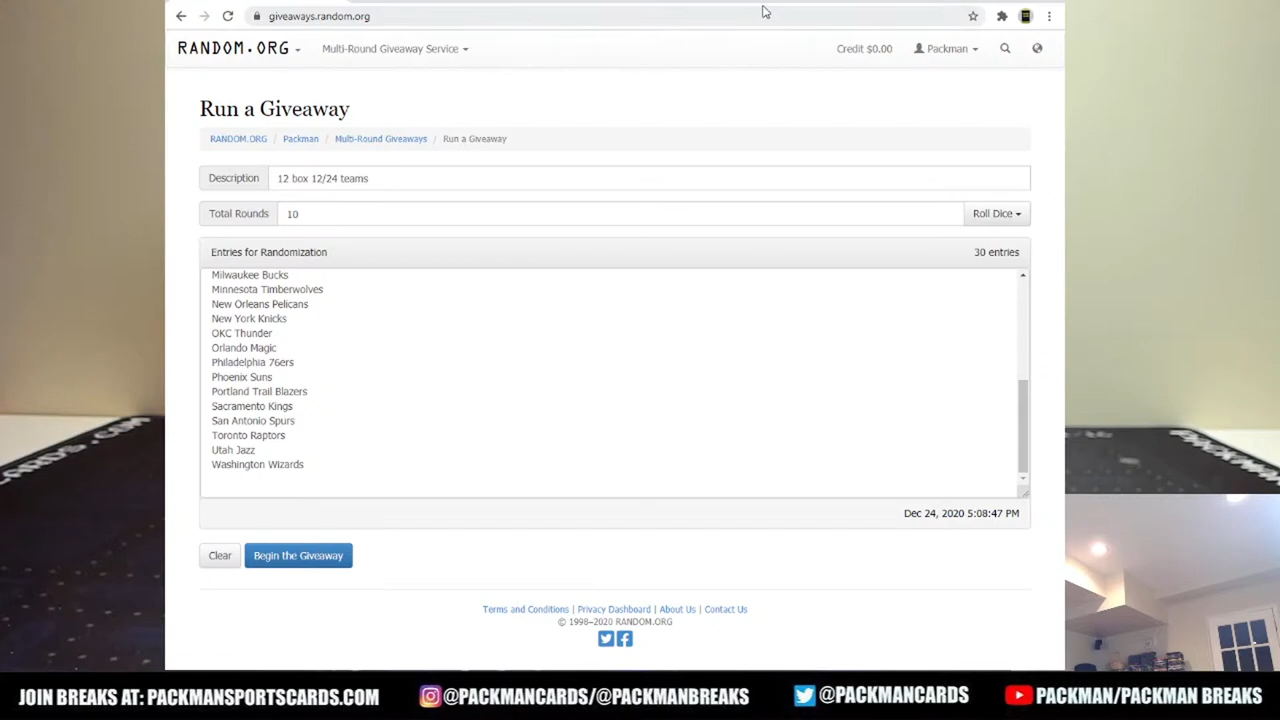 giveaways.random.org
RANDOM.ORG
Multi-Round Giveaway Service
Credit $0.00
Packman
Run a Giveaway
RANDOM.ORG / Packman / Multi-Round Giveaways / Run a Giveaway
Description
12 box 12/24 teams
Total Rounds
10
Roll Dice
Entries for Randomization
30 entries
Milwaukee Bucks
Minnesota Timberwolves
New Orleans Pelicans
New York Knicks
OKC Thunder
Orlando Magic
Philadelphia 76ers
Phoenix Suns
Portland Trail Blazers
Sacramento Kings
San Antonio Spurs
Toronto Raptors
Utah Jazz
Washington Wizards
Dec 24, 2020 5:08:47 PM
Clear
Begin the Giveaway
Terms and Conditions | Privacy Dashboard | About Us | Contact Us
© 1998–2020 RANDOM.ORG
JOIN BREAKS AT: PACKMANSPORTSCARDS.COM
@PACKMANCARDS/@PACKMANBREAKS
@PACKMANCARDS
PACKMAN/PACKMAN BREAKS